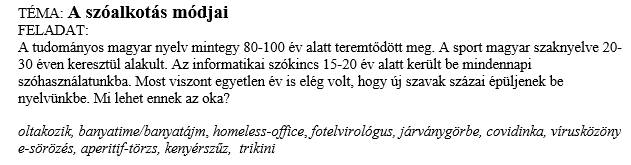 TÉMA: A szóalkotás módjai
FELADAT:
A tudományos magyar nyelv mintegy 80-100 év alatt teremtődött meg. A sport magyar szaknyelve 20-
30 éven keresztül alakult. Az informatikai szókincs 15-20 év alatt került be mindennapi
szóhasználatunkba. Most viszont egyetlen év is elég volt, hogy új szavak százai épüljenek be
nyelvünkbe. Mi lehet ennek az oka?
oltakozik, banyatime/banyatájm, homeless-office, fotelvirológus, járványgörbe, covidinka, vírusközöny
e-sörözés, aperitif-törzs, kenyérszűz, trikini